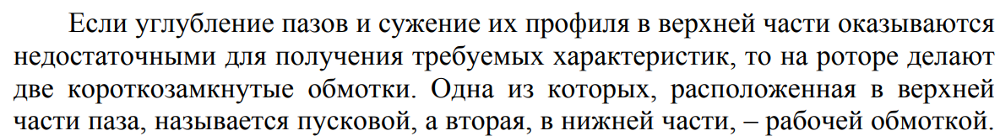 Если углубление пазов и сужение их профиля в верхней части оказываются
недостаточными для получения требуемых характеристик, то на роторе делают
две короткозамкнутые обмотки. Одна из которых, расположенная в верхней
части паза, называется пусковой, а вторая, в нижней части, – рабочей обмоткой.